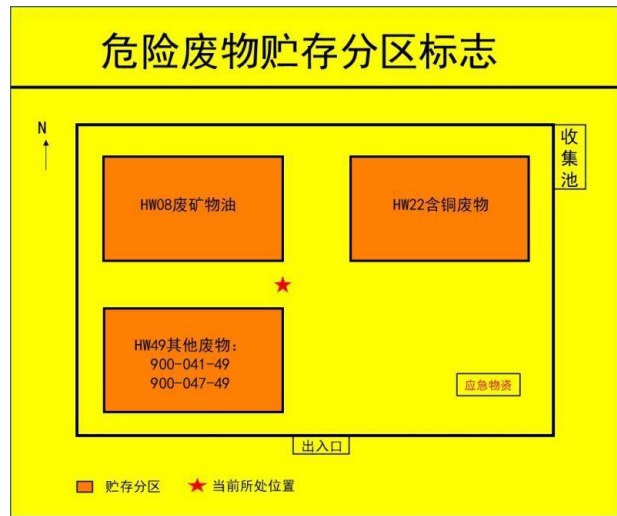 危险废物贮存分区标志
N
收集池
HW08废矿物油
HW22含铜废物
HW49其他废物:
900-041-49
900-047-49
应急物资
出入口
贮存分区
当前所处位置